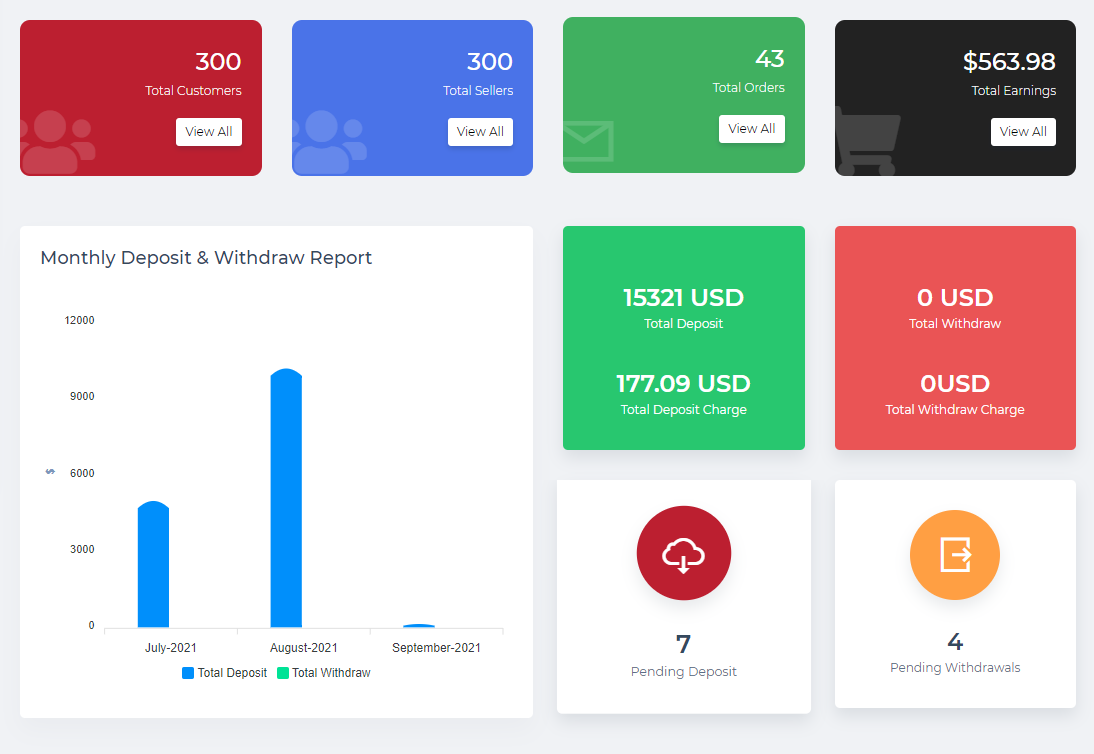 300
Total Customers
View All
300
Total Sellers
View All
43
Total Orders
View All
$563.98
Total Earnings
View All
Monthly Deposit & Withdraw Report
12000
9000
6000
3000
0
$
July-2021
August-2021
September-2021
Total Deposit
Total Withdraw
15321 USD
Total Deposit
177.09 USD
Total Deposit Charge
0 USD
Total Withdraw
0USD
Total Withdraw Charge
7
Pending Deposit
4
Pending Withdrawals